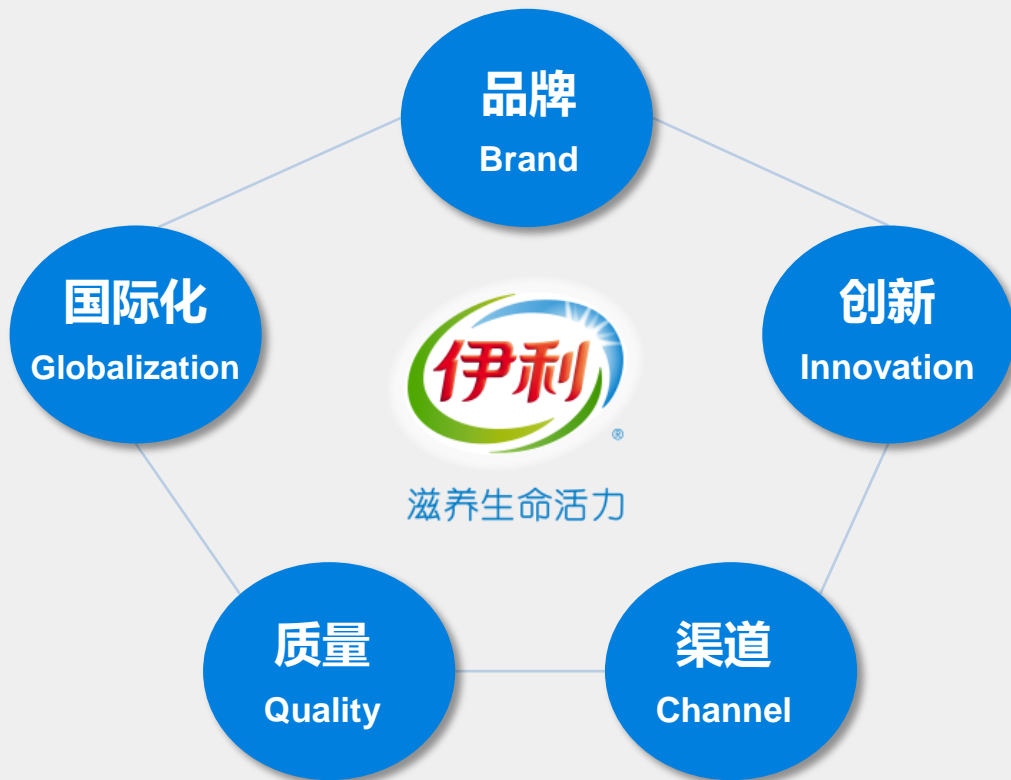 品牌
Brand
国际化
Globalization
创新
Innovation
伊利
®
滋养生命活力
质量
Quality
渠道
Channel